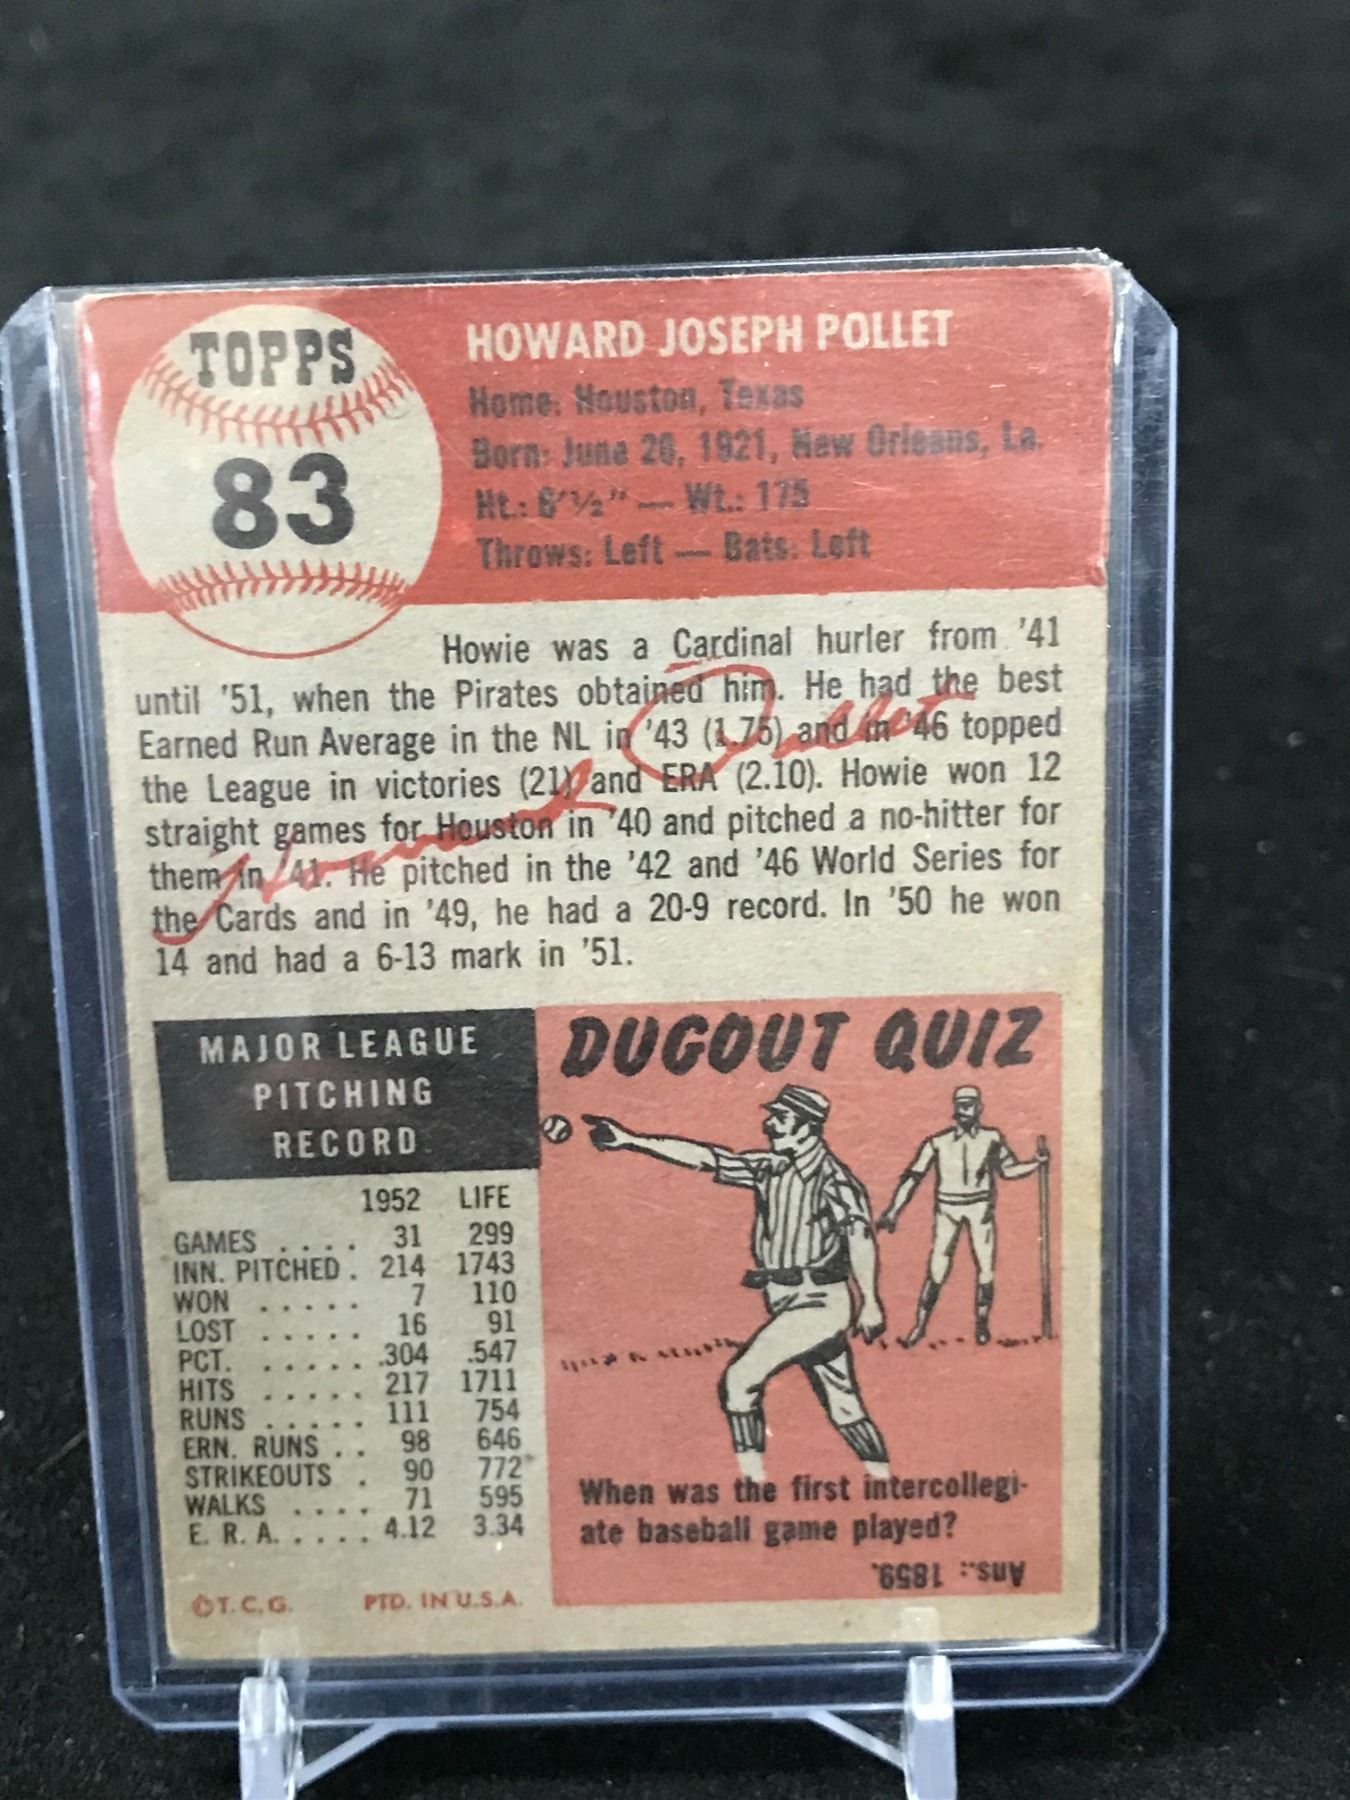 TOPPS
83
HOWARD JOSEPH POLLET
Home: Houston, Texas
Born: June 26, 1921, New Orleans, La.
Ht.: 6'½" — Wt.: 175
Throws: Left — Bats: Left
Howie was a Cardinal hurler from '41
until '51, when the Pirates obtained him. He had the best
Earned Run Average in the NL in '43 (1.75) and in '46 topped
the League in victories (21) and ERA (2.10). Howie won 12
straight games for Houston in '40 and pitched a no-hitter for
them in '41. He pitched in the '42 and '46 World Series for
the Cards and in '49, he had a 20-9 record. In '50 he won
14 and had a 6-13 mark in '51.
Howard Pollet
MAJOR LEAGUE
PITCHING
RECORD
1952 LIFE
GAMES . . . . 31 299
INN. PITCHED . 214 1743
WON . . . . . 7 110
LOST . . . . . 16 91
PCT. . . . . . .304 .547
HITS . . . . . 217 1711
RUNS . . . . . 111 754
ERN. RUNS . . 98 646
STRIKEOUTS . 90 772
WALKS . . . . 71 595
E. R. A. . . . . 4.12 3.34
©T.C.G. PTD. IN U.S.A.
DUGOUT QUIZ
When was the first intercollegi-
ate baseball game played?
Ans.: 1859.